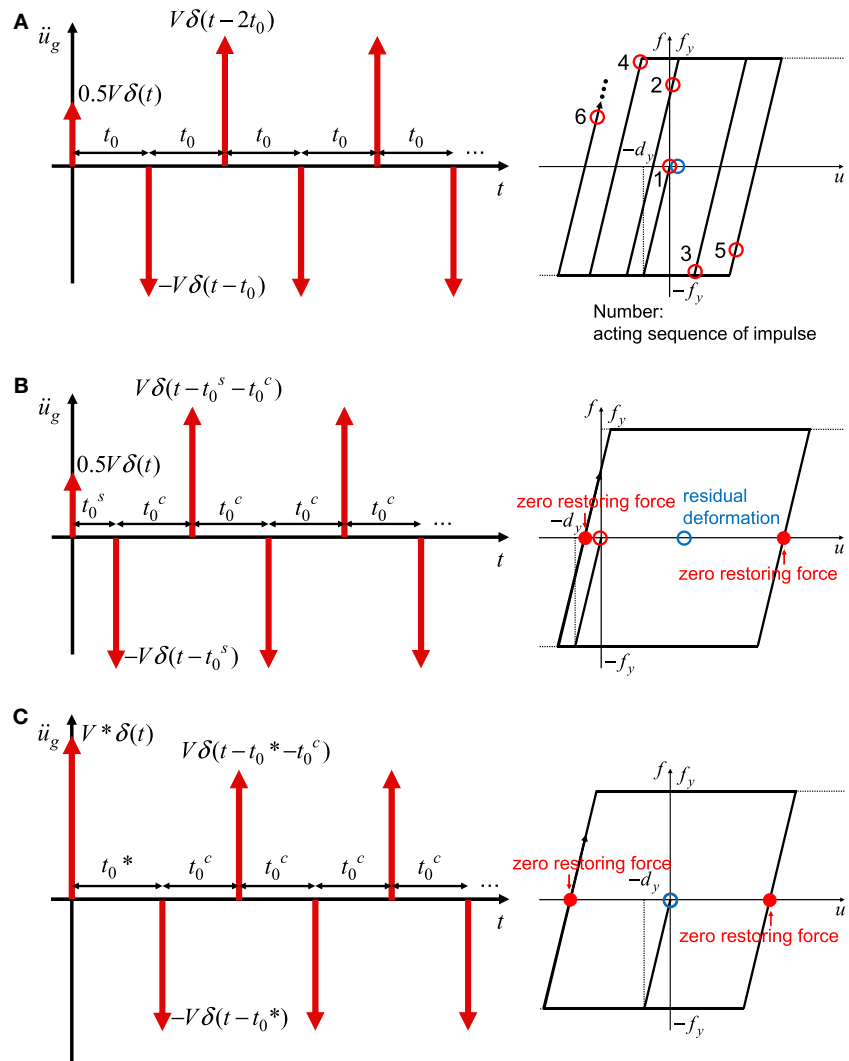 A
ü_g
0.5Vδ(t)
Vδ(t−2t_0)
t_0 t_0 t_0 t_0 t_0 ...
t
−Vδ(t−t_0)
f f_y
4
2
6
−d_y
1
u
3
5
−f_y
Number:
acting sequence of impulse
B
ü_g
0.5Vδ(t)
Vδ(t−t_0^s−t_0^c)
t_0^s t_0^c t_0^c t_0^c t_0^c ...
t
−Vδ(t−t_0^s)
f f_y
zero restoring force
residual
deformation
−d_y
u
zero restoring force
−f_y
C
ü_g
V*δ(t)
Vδ(t−t_0*−t_0^c)
t_0* t_0^c t_0^c t_0^c t_0^c ...
t
−Vδ(t−t_0*)
f f_y
zero restoring force
−d_y
u
zero restoring force
−f_y